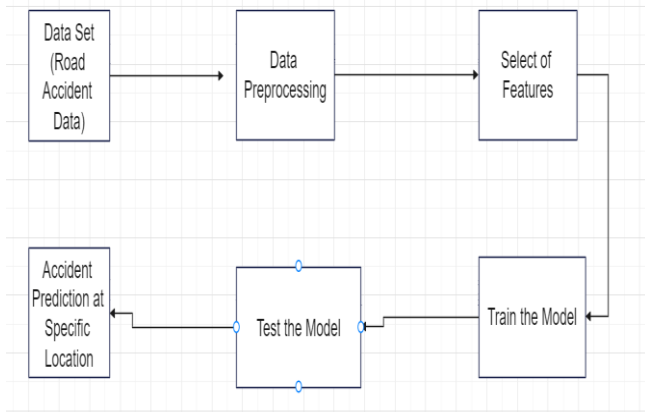 Data Set
(Road
Accident
Data)
Data
Preprocessing
Select of
Features
Accident
Prediction at
Specific
Location
Test the Model
Train the Model